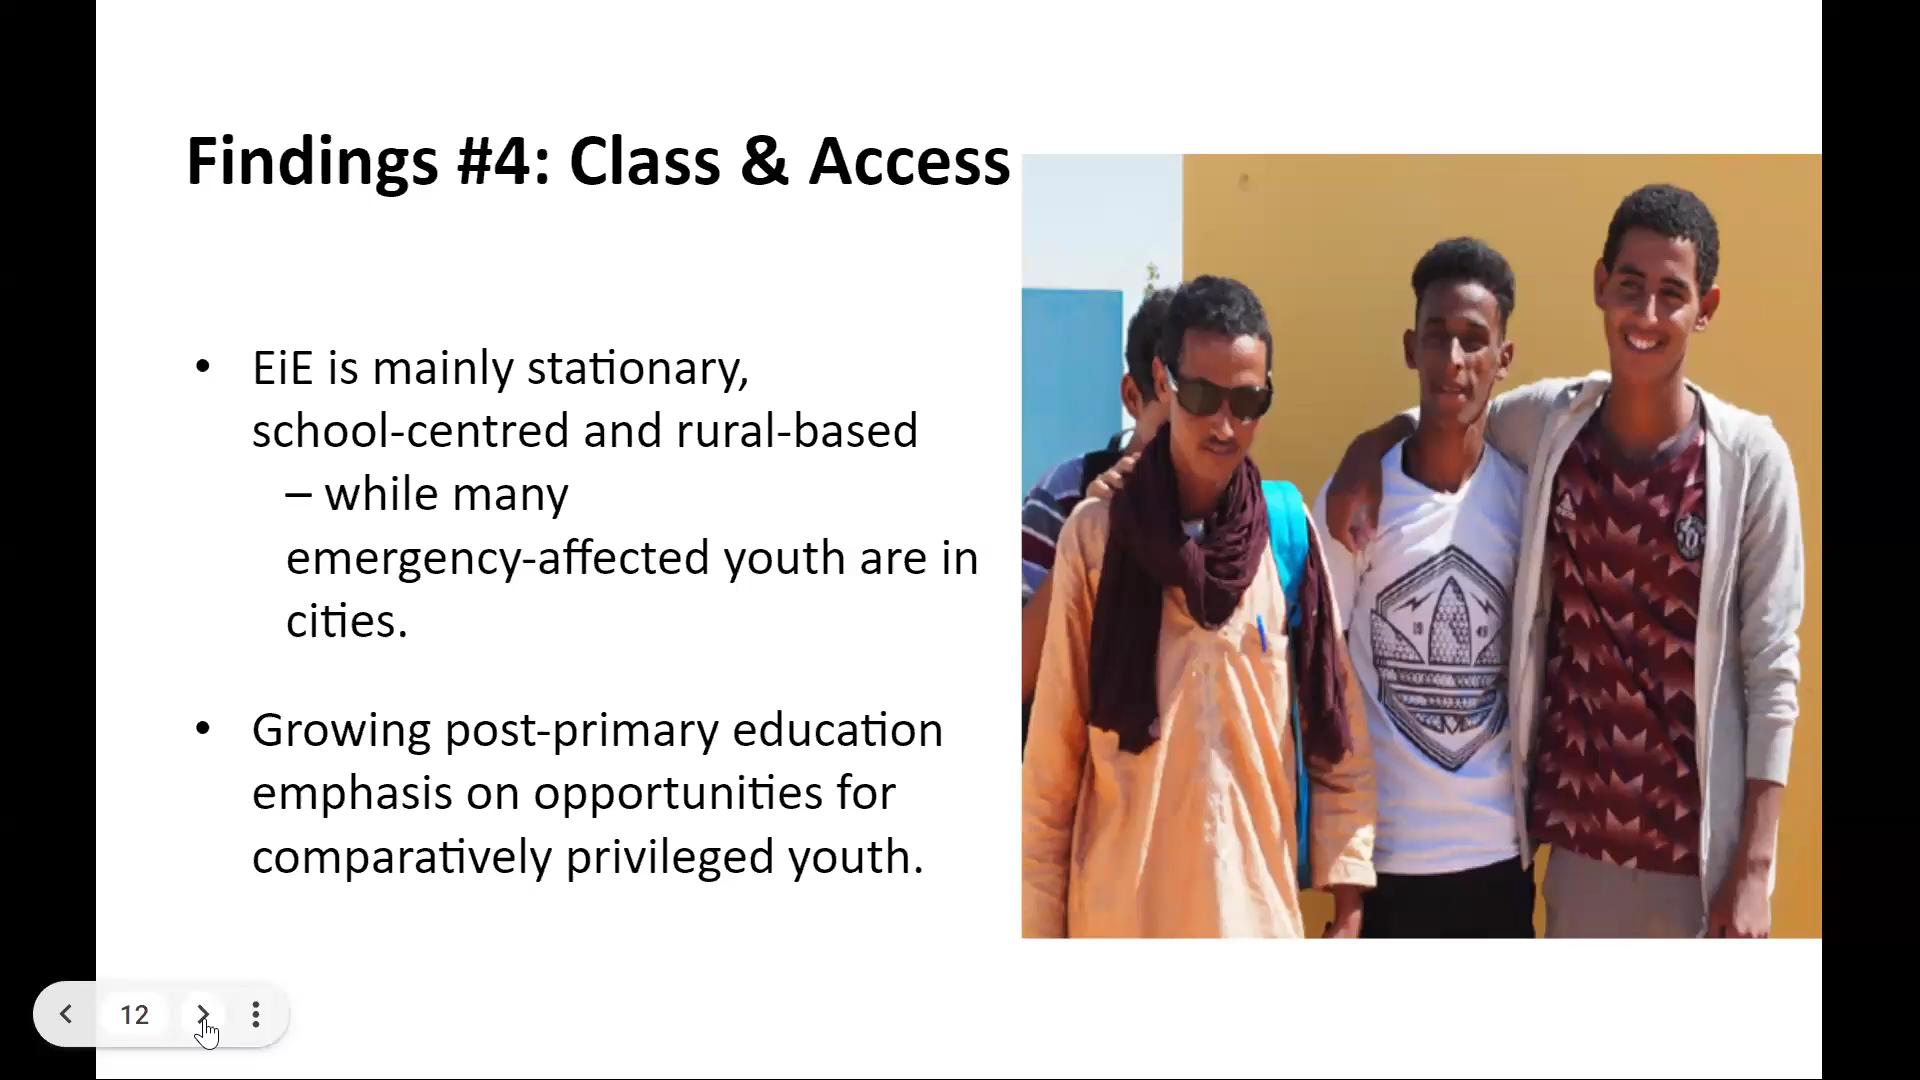 Findings #4: Class & Access
• EiE is mainly stationary,
school-centred and rural-based
– while many
emergency-affected youth are in
cities.
• Growing post-primary education
emphasis on opportunities for
comparatively privileged youth.
12